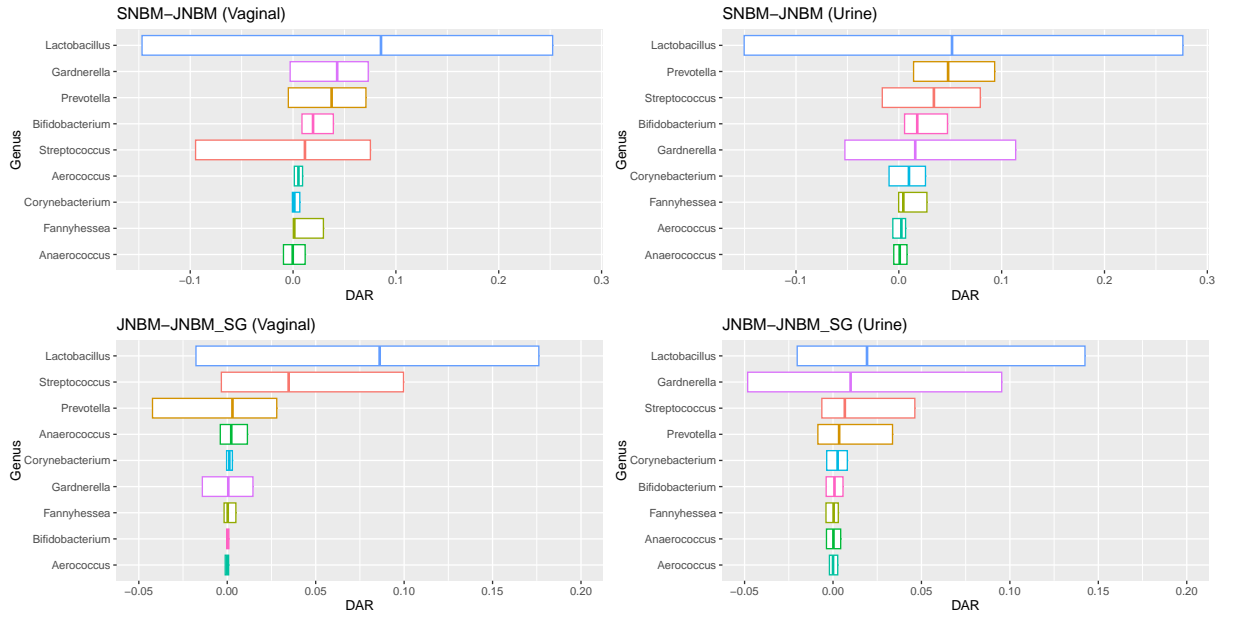 SNBM−JNBM (Vaginal)
Genus
Lactobacillus
Gardnerella
Prevotella
Bifidobacterium
Streptococcus
Aerococcus
Corynebacterium
Fannyhessea
Anaerococcus
−0.1 0.0 0.1 0.2 0.3
DAR
SNBM−JNBM (Urine)
Genus
Lactobacillus
Prevotella
Streptococcus
Bifidobacterium
Gardnerella
Corynebacterium
Fannyhessea
Aerococcus
Anaerococcus
−0.1 0.0 0.1 0.2 0.3
DAR
JNBM−JNBM_SG (Vaginal)
Genus
Lactobacillus
Streptococcus
Prevotella
Anaerococcus
Corynebacterium
Gardnerella
Fannyhessea
Bifidobacterium
Aerococcus
−0.05 0.00 0.05 0.10 0.15 0.20
DAR
JNBM−JNBM_SG (Urine)
Genus
Lactobacillus
Gardnerella
Streptococcus
Prevotella
Corynebacterium
Bifidobacterium
Fannyhessea
Anaerococcus
Aerococcus
−0.05 0.00 0.05 0.10 0.15 0.20
DAR